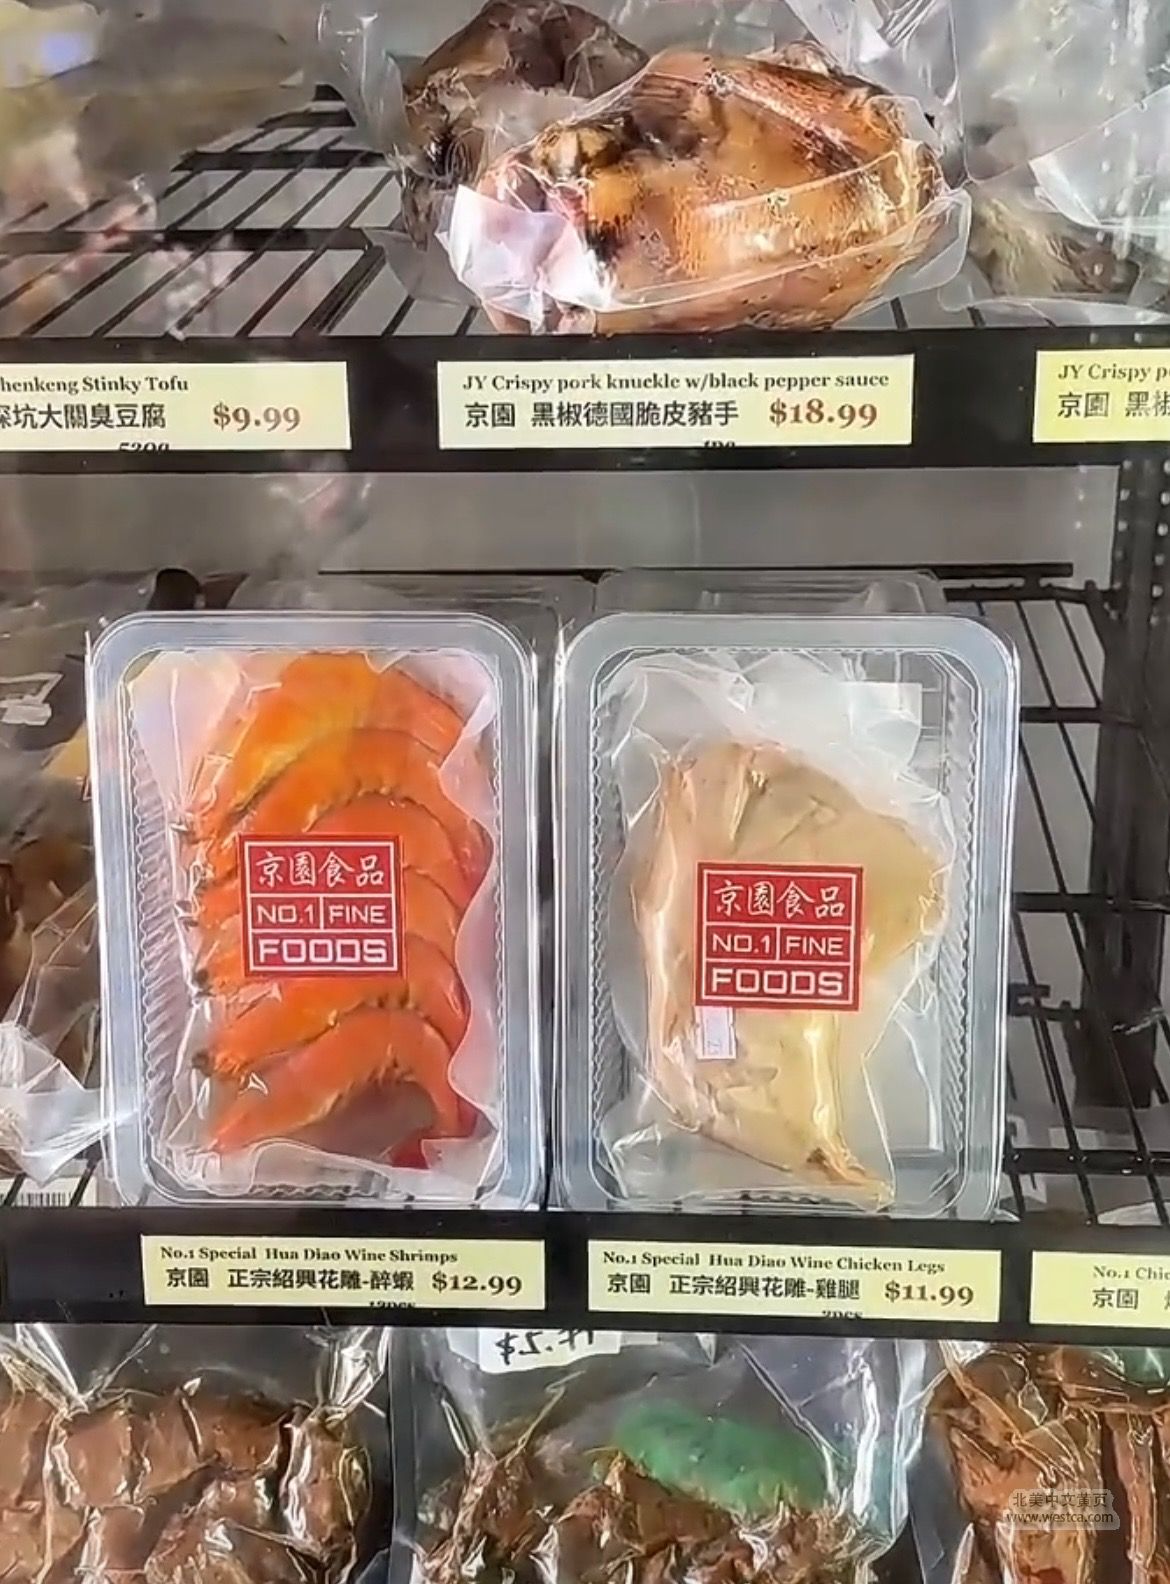 henkeng Stinky Tofu
深坑大關臭豆腐 $9.99
520g
JY Crispy pork knuckle w/black pepper sauce
京園 黑椒德國脆皮豬手 $18.99
1pc
JY Crispy
京園 黑椒
京園食品
NO.1 FINE
FOODS
京園食品
NO.1 FINE
FOODS
No.1 Special Hua Diao Wine Shrimps
京園 正宗紹興花雕-醉蝦 $12.99
No.1 Special Hua Diao Wine Chicken Legs
京園 正宗紹興花雕-雞腿 $11.99
2pcs
No.1 Chic
京園
北美中文黄页
www.westca.com